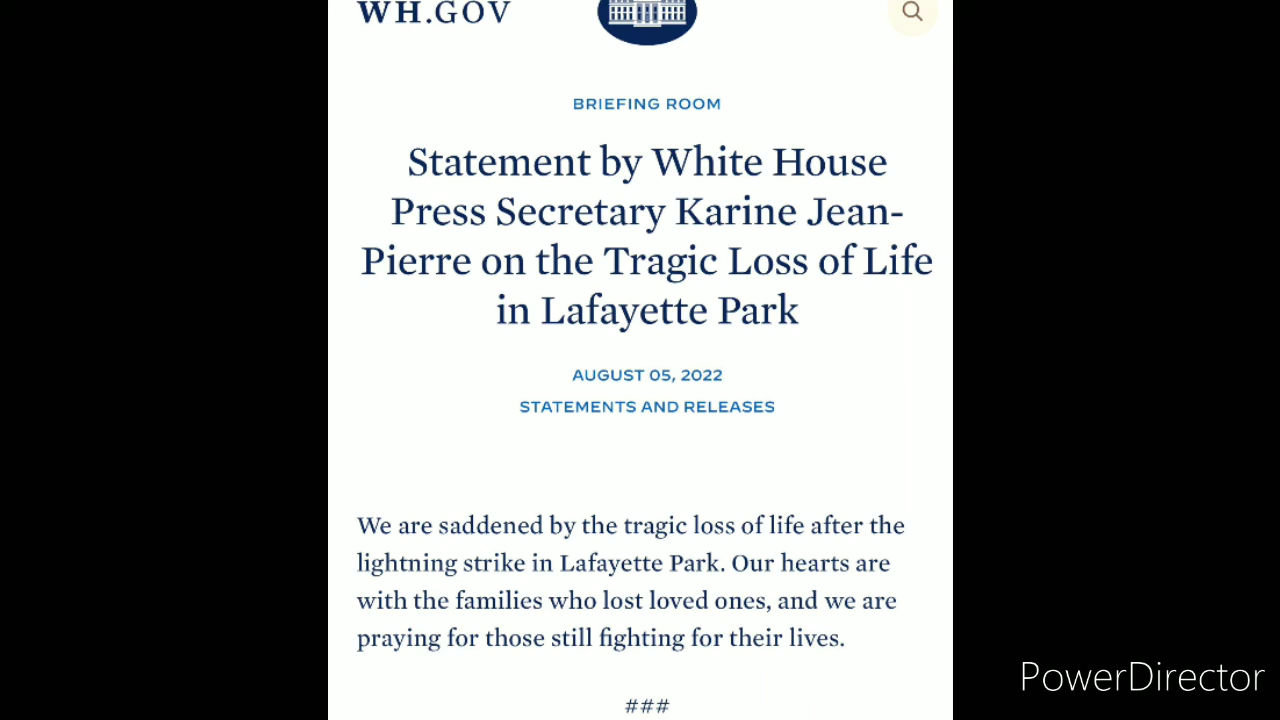 WH.GOV
BRIEFING ROOM
Statement by White House
Press Secretary Karine Jean-
Pierre on the Tragic Loss of Life
in Lafayette Park
AUGUST 05, 2022
STATEMENTS AND RELEASES
We are saddened by the tragic loss of life after the
lightning strike in Lafayette Park. Our hearts are
with the families who lost loved ones, and we are
praying for those still fighting for their lives.
###
PowerDirector